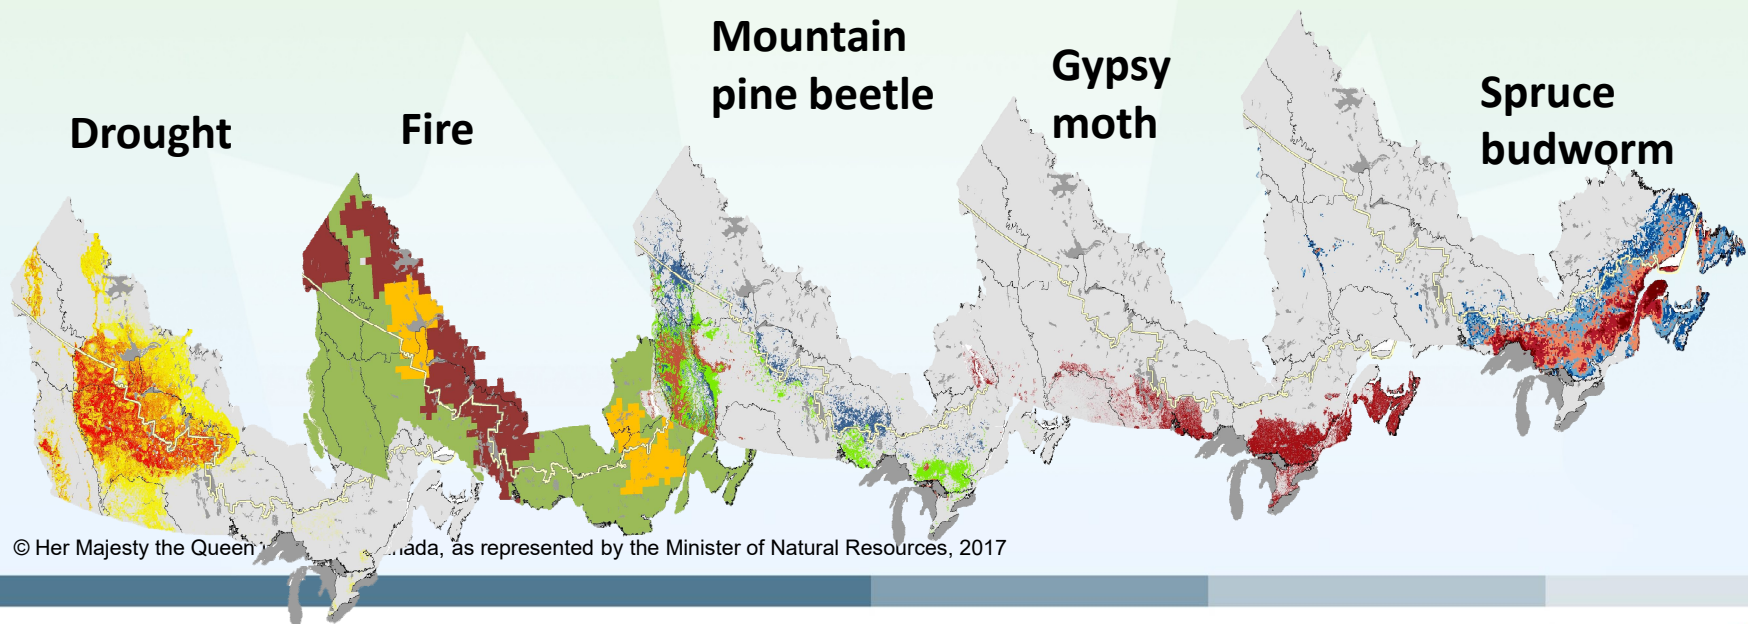 Drought
Fire
Mountain
pine beetle
Gypsy
moth
Spruce
budworm
© Her Majesty the Queen nada, as represented by the Minister of Natural Resources, 2017